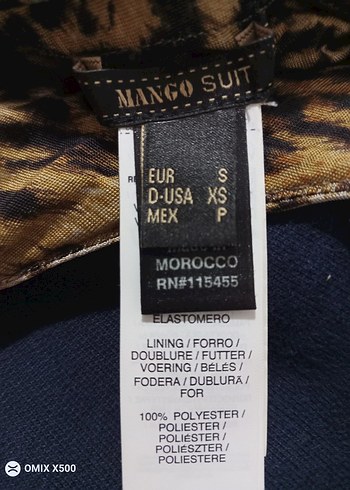 MANGO SUIT
EUR S
D-USA XS
MEX P
MOROCCO
RN#115455
ELASTOMERO
LINING / FORRO /
DOUBLURE / FUTTER /
VOERING / BÉLÉS /
FODERA / DUBLURĂ /
FOR
100% POLYESTER /
POLIESTER /
POLIÉSTER /
POLIÉSZTER /
POLIESTERE
OMIX X500